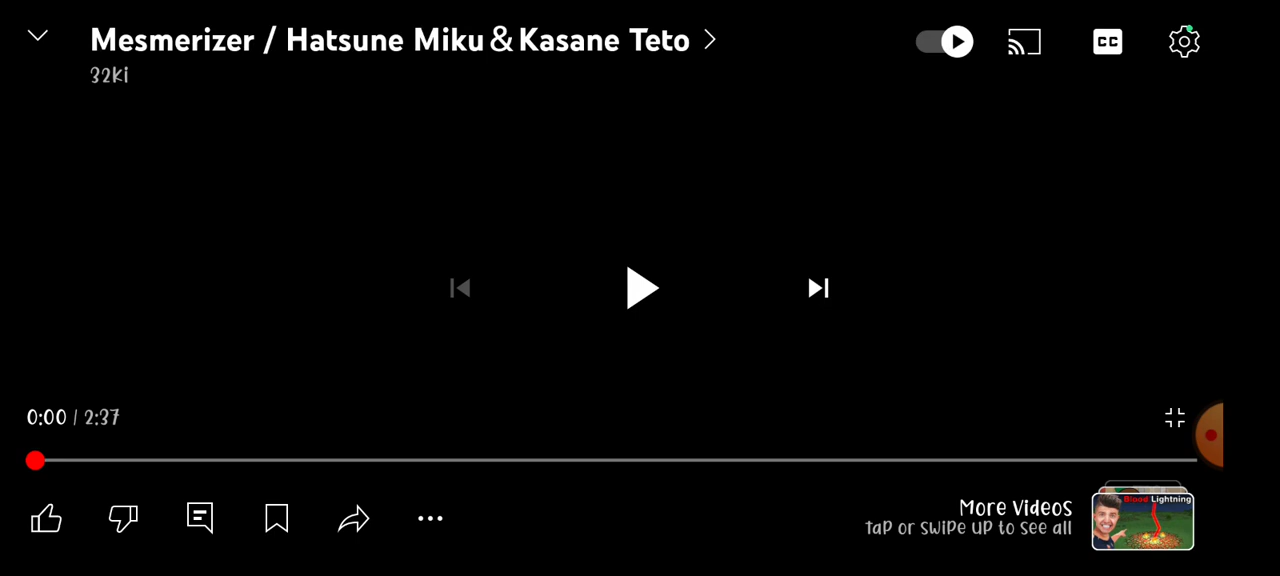 Mesmerizer / Hatsune Miku＆Kasane Teto
32ki
CC
0:00 / 2:37
More Videos
Tap or swipe up to see all
Blood Lightning